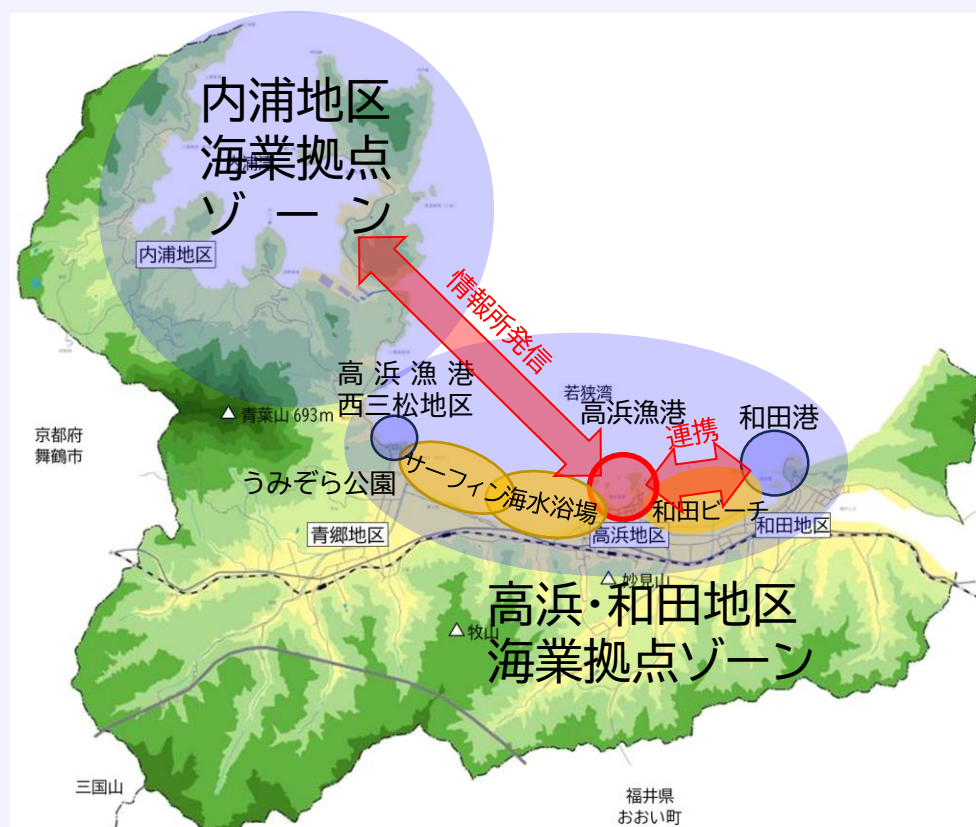 内浦地区
海業拠点
ゾーン
内浦湾
内浦地区
情報所発信
高浜漁港
西三松地区
若狭湾
高浜漁港
和田港
連携
青葉山 693m
京都府
舞鶴市
うみぞら公園
サーフィン
海水浴場
和田ビーチ
青郷地区
高浜地区
和田地区
妙見山
高浜・和田地区
海業拠点ゾーン
牧山
三国山
福井県
おおい町